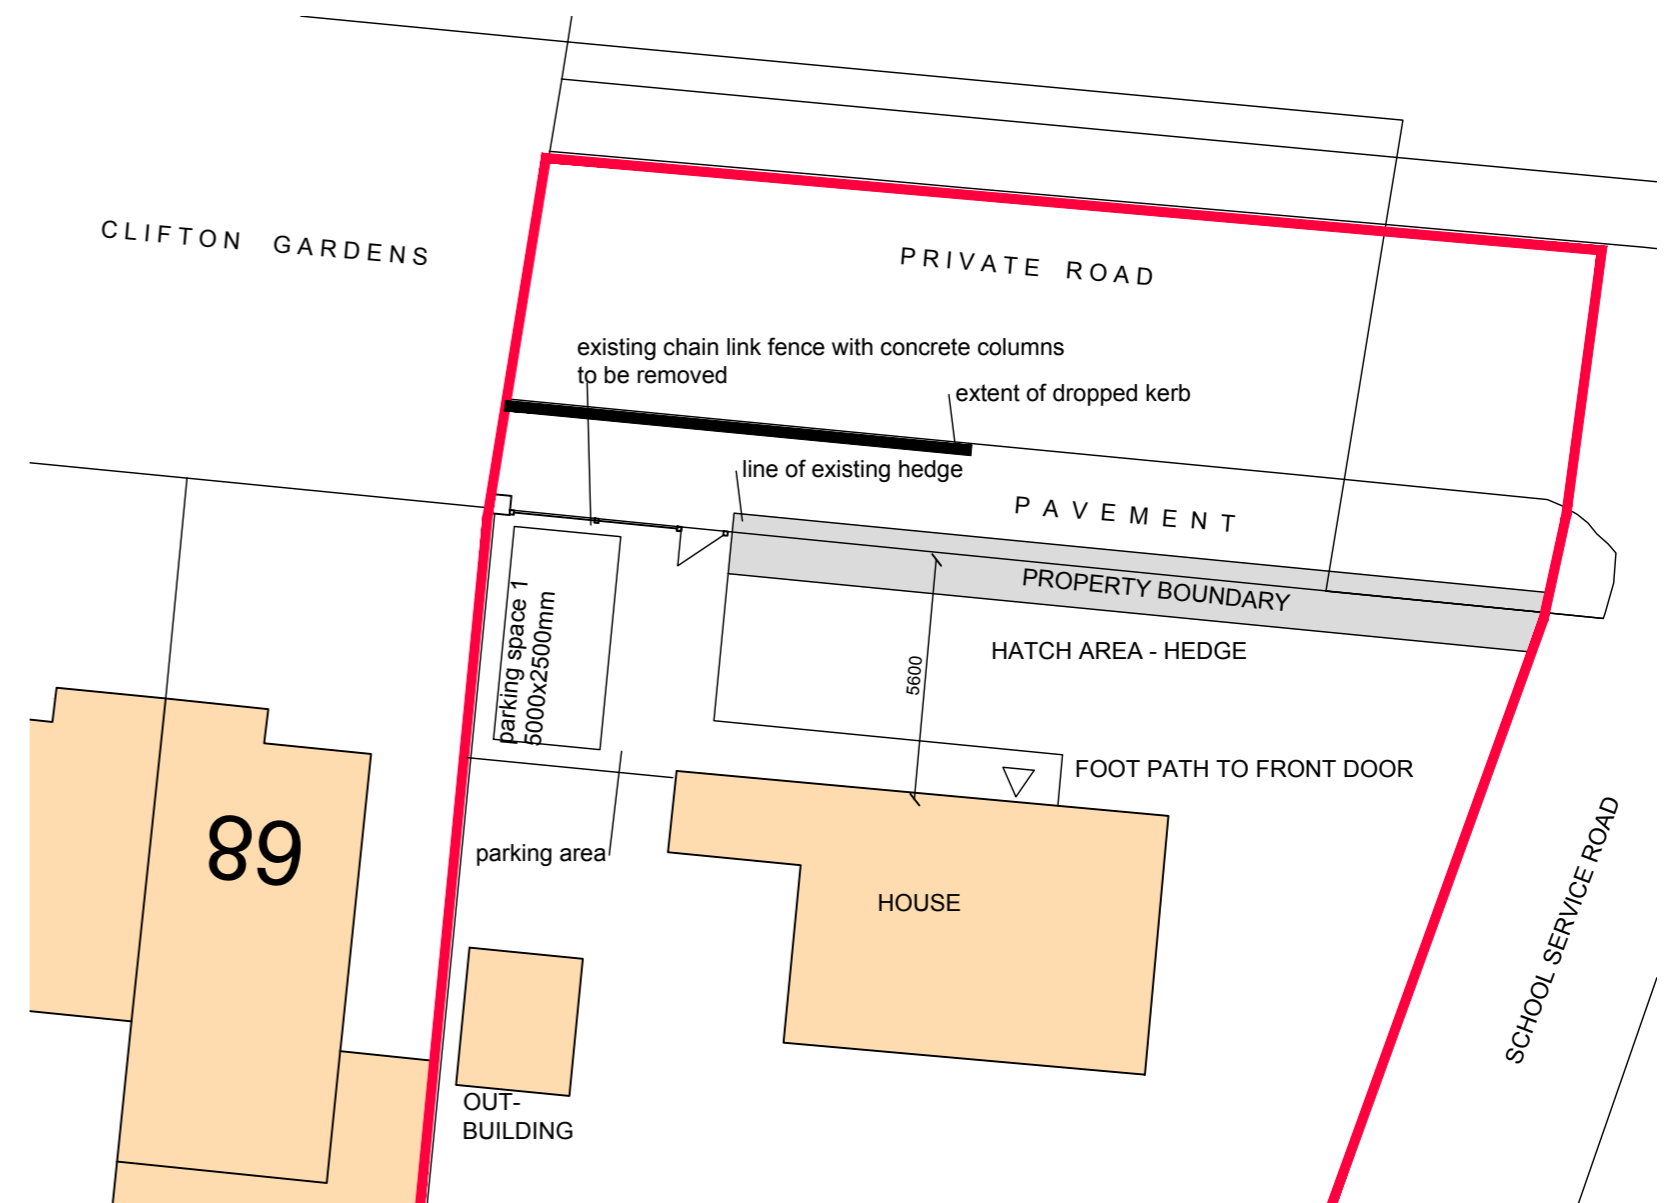 CLIFTON GARDENS
PRIVATE ROAD
existing chain link fence with concrete columns
to be removed
extent of dropped kerb
line of existing hedge
PAVEMENT
PROPERTY BOUNDARY
parking space 1
5000x2500mm
HATCH AREA - HEDGE
5600
FOOT PATH TO FRONT DOOR
89
parking area
HOUSE
SCHOOL SERVICE ROAD
OUT-
BUILDING